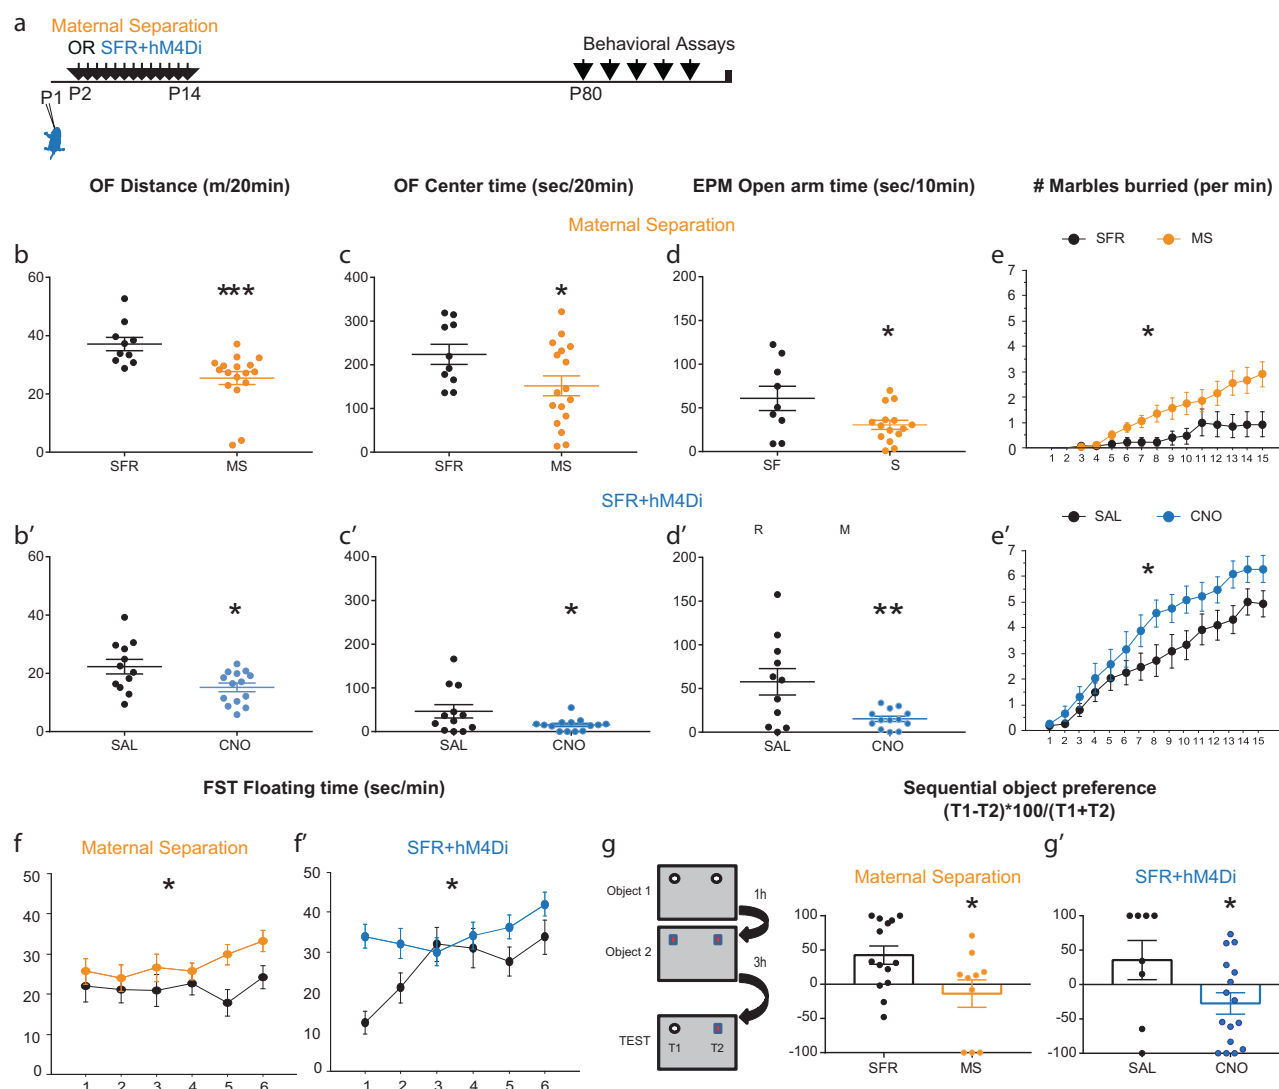 a
Maternal Separation
OR SFR+hM4Di
Behavioral Assays
P1 P2 P14 P80
OF Distance (m/20min) OF Center time (sec/20min) EPM Open arm time (sec/10min) # Marbles burried (per min)
Maternal Separation
SFR MS
b c d e
60 400 200 7
*** * * *
6
300 150 5
40
4
200 100
3
20
100 50 2
1
0 0 0 0
SFR MS SFR MS SF S 1 2 3 4 5 6 7 8 9 10 11 12 13 14 15
SFR+hM4Di
SAL CNO
b' c' d' R M e'
60 400 200 7
* * ** *
6
300 150 5
40
4
200 100
3
20
100 50 2
1
0 0 0 0
SAL CNO SAL CNO SAL CNO 1 2 3 4 5 6 7 8 9 10 11 12 13 14 15
FST Floating time (sec/min) Sequential object preference
(T1-T2)*100/(T1+T2)
f f' g g'
Maternal Separation SFR+hM4Di Maternal Separation SFR+hM4Di
50 50
* * * *
Object 1 1h
40 40 100 100
Object 2
30 30 50 50
3h
20 20 0 0
10 10 TEST T1 T2 -50 -50
0 0 -100 -100
1 2 3 4 5 6 1 2 3 4 5 6 SFR MS SAL CNO